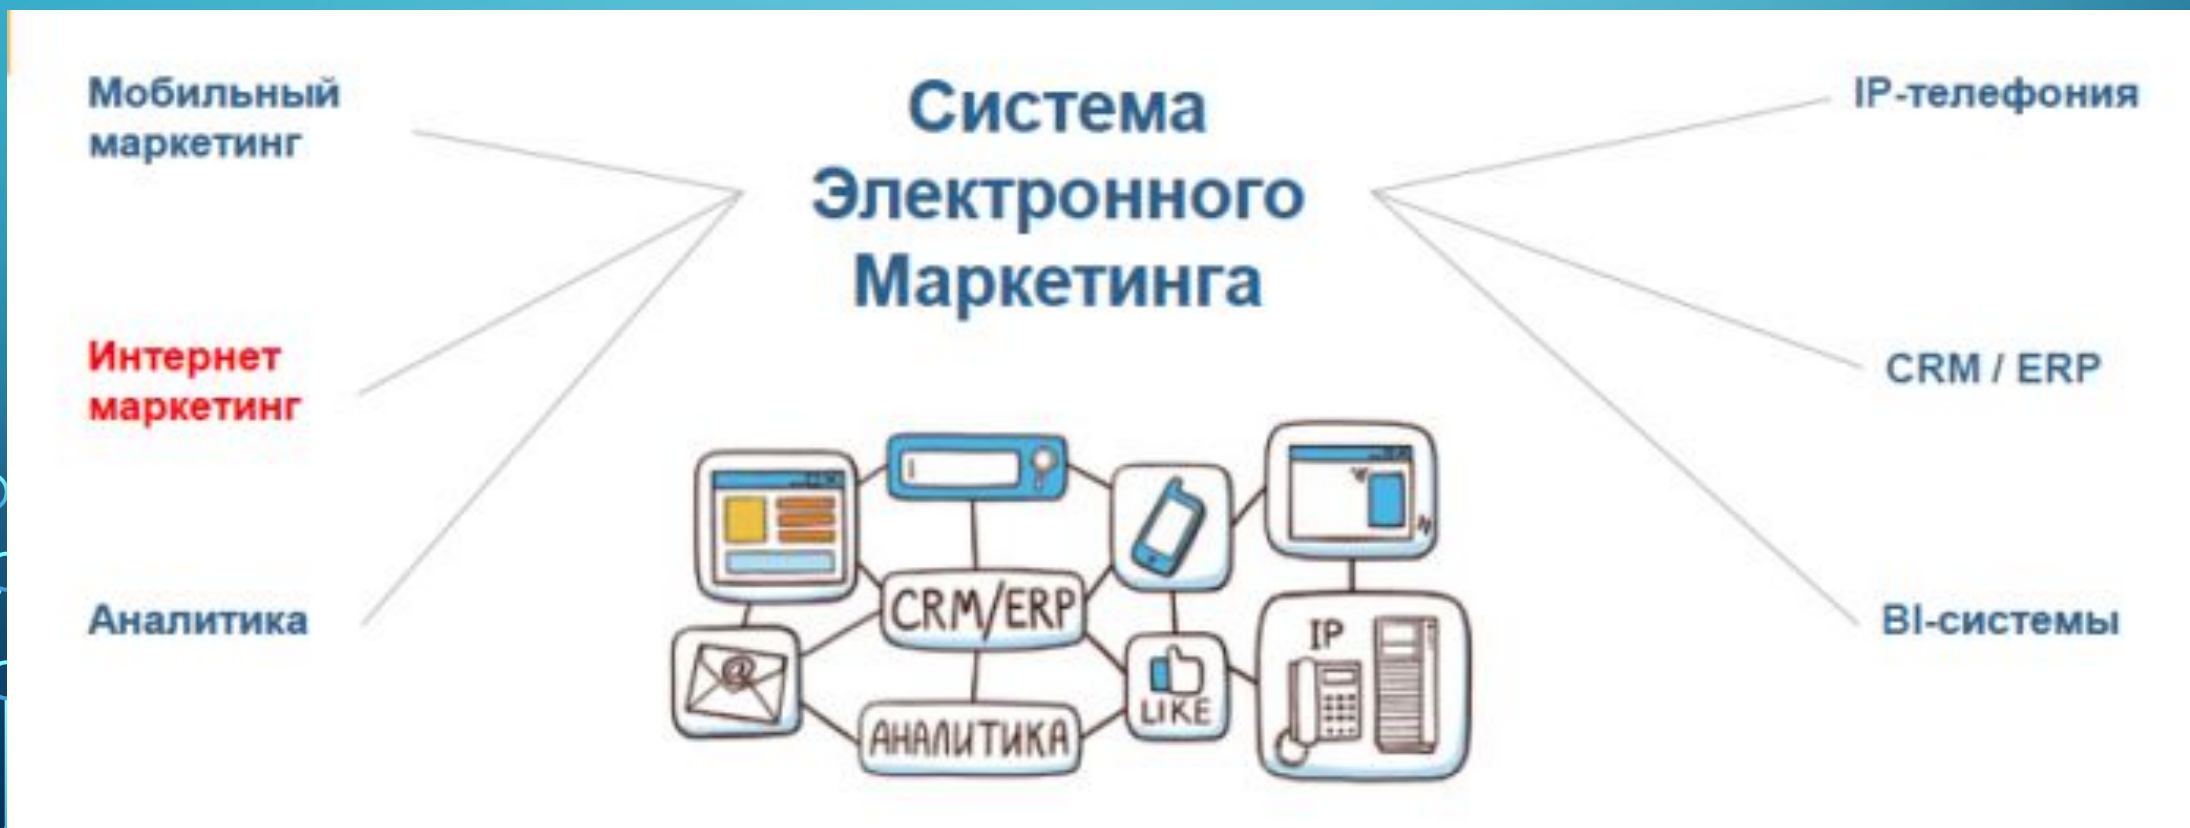 Мобильный
маркетинг
Интернет
маркетинг
Аналитика
Система
Электронного
Маркетинга
IP-телефония
CRM / ERP
BI-системы
CRM/ERP
IP
LIKE
АНАЛИТИКА
@